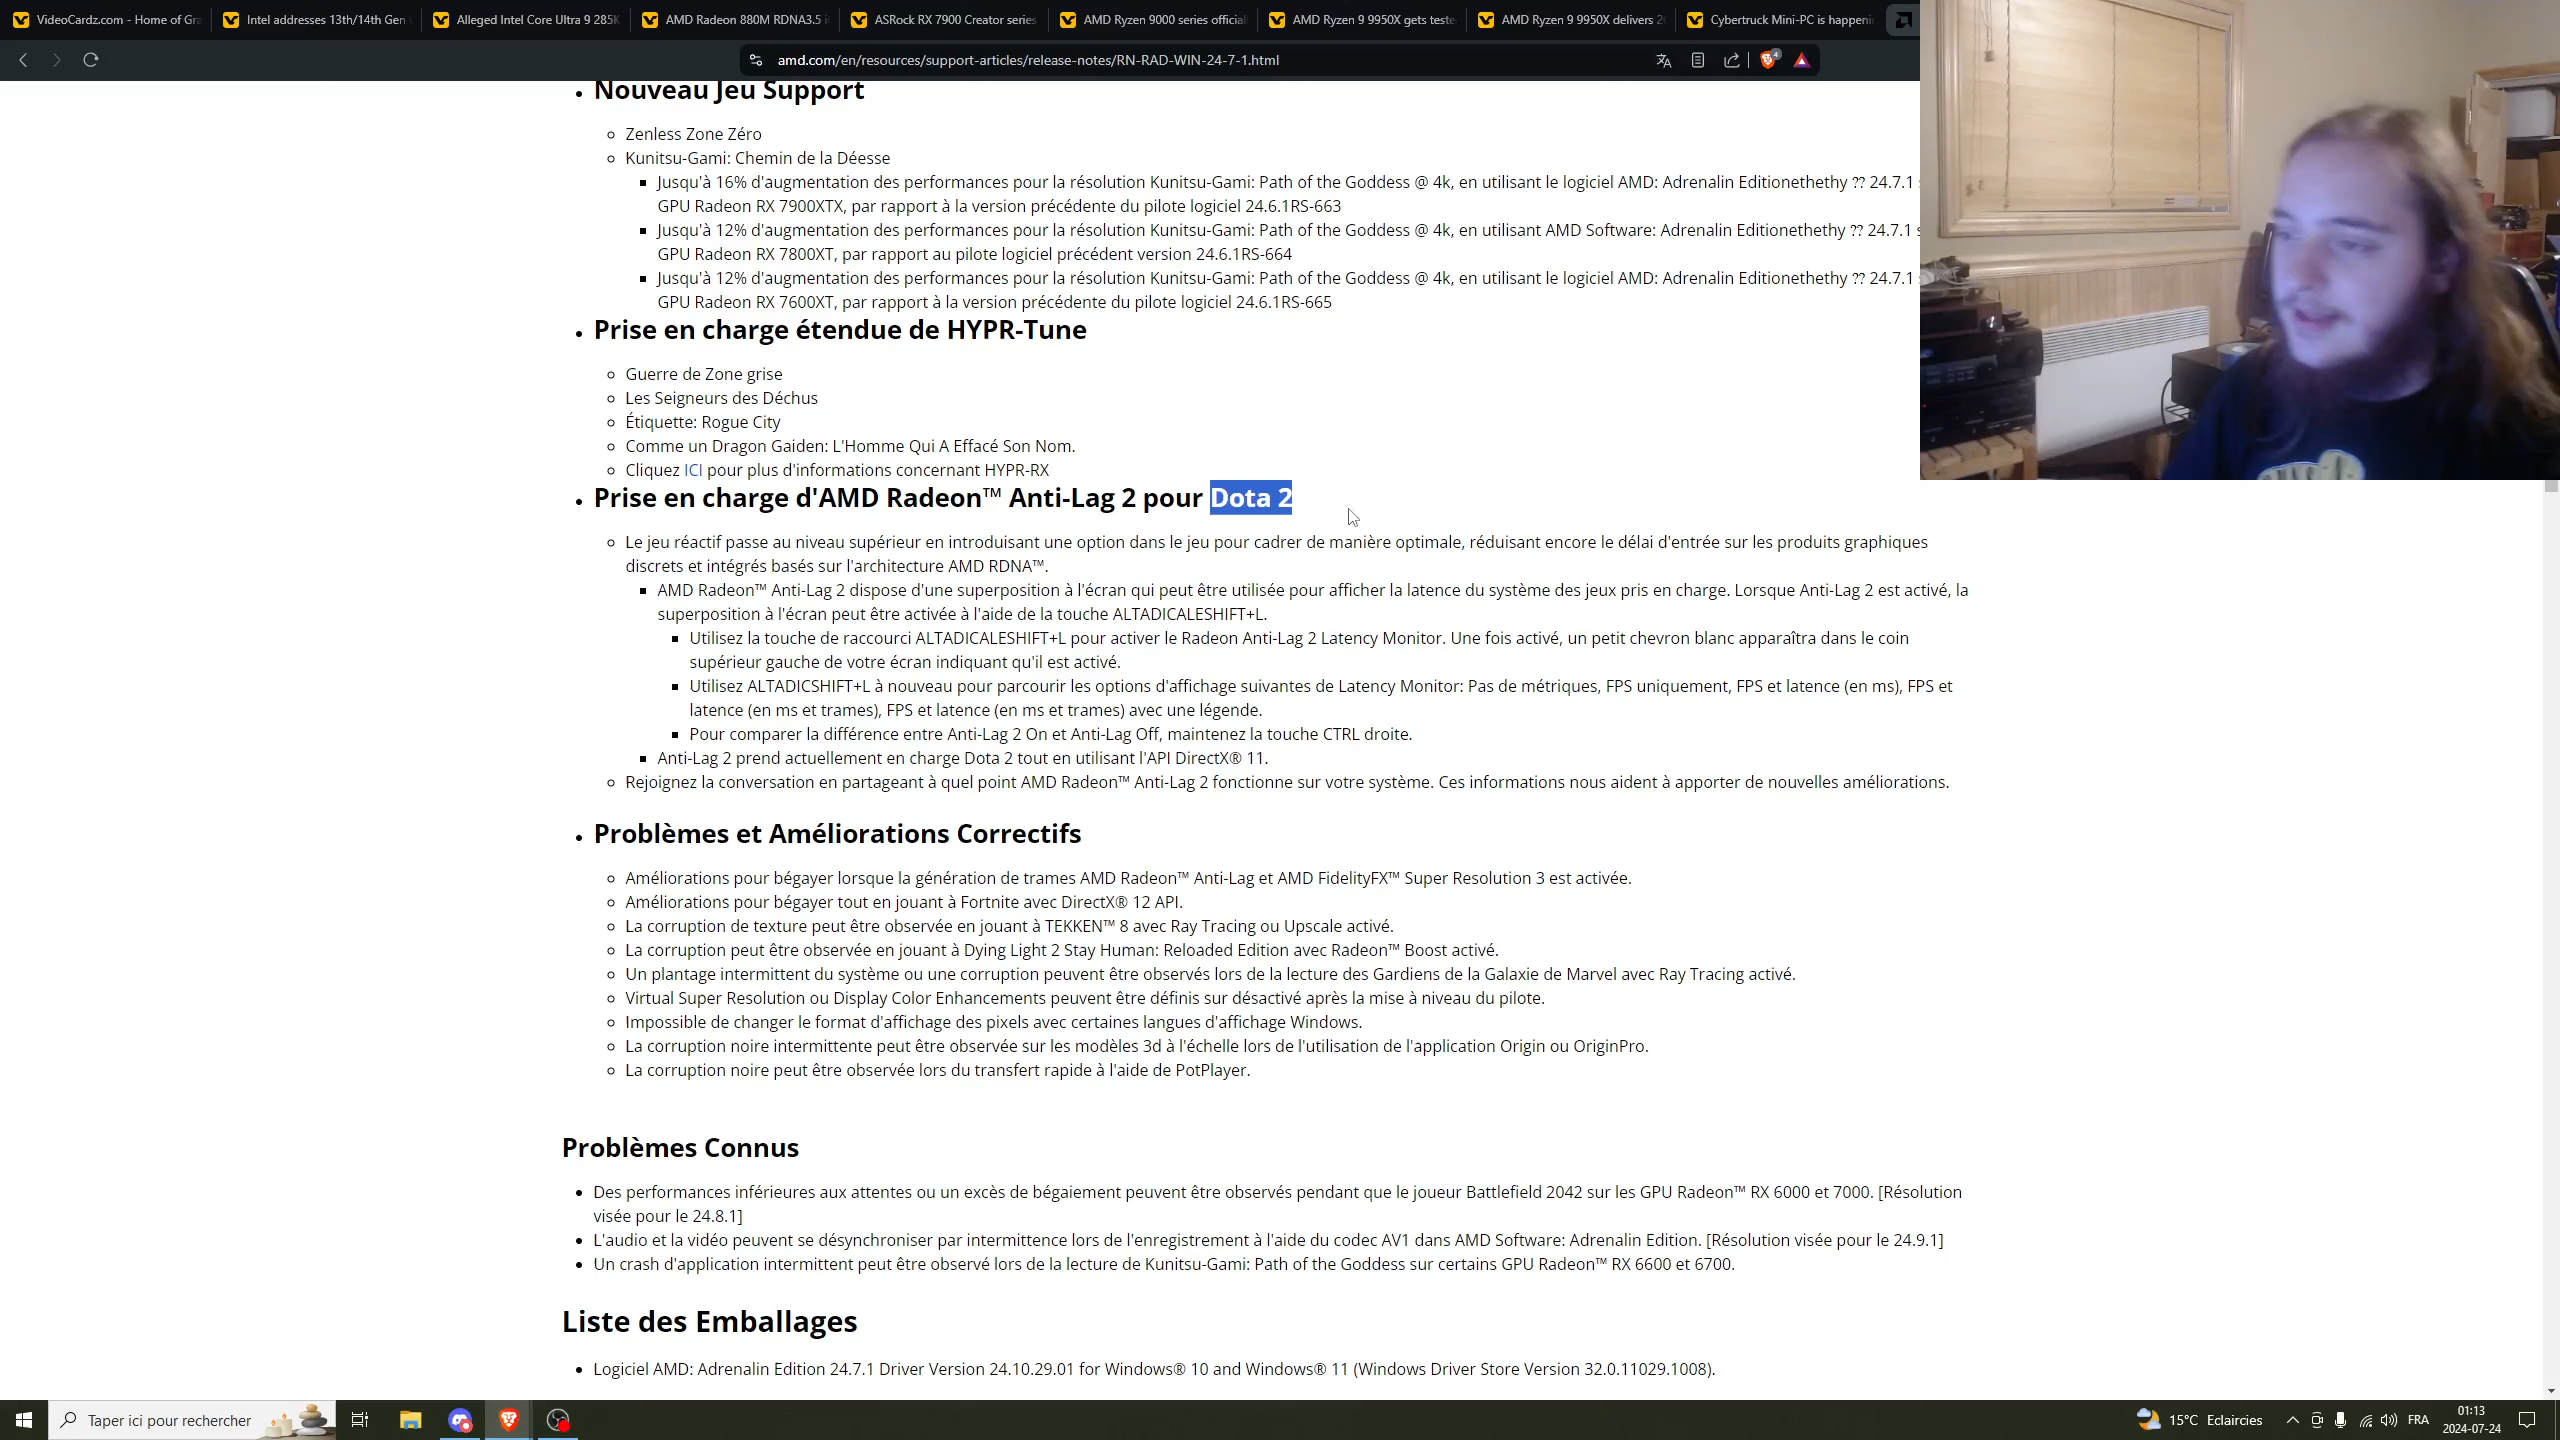 VideoCardz.com - Home of Gra
Intel addresses 13th/14th Gen
Alleged Intel Core Ultra 9 285K
AMD Radeon 880M RDNA3.5
ASRock RX 7900 Creator series
AMD Ryzen 9000 series official
AMD Ryzen 9 9950X gets teste
AMD Ryzen 9 9950X delivers 2
Cybertruck Mini-PC is happeni
amd.com/en/resources/support-articles/release-notes/RN-RAD-WIN-24-7-1.html
4
Nouveau Jeu Support
Zenless Zone Zéro
Kunitsu-Gami: Chemin de la Déesse
Jusqu'à 16% d'augmentation des performances pour la résolution Kunitsu-Gami: Path of the Goddess @ 4k, en utilisant le logiciel AMD: Adrenalin Editionethethy ?? 24.7.1 s
GPU Radeon RX 7900XTX, par rapport à la version précédente du pilote logiciel 24.6.1RS-663
Jusqu'à 12% d'augmentation des performances pour la résolution Kunitsu-Gami: Path of the Goddess @ 4k, en utilisant AMD Software: Adrenalin Editionethethy ?? 24.7.1 s
GPU Radeon RX 7800XT, par rapport au pilote logiciel précédent version 24.6.1RS-664
Jusqu'à 12% d'augmentation des performances pour la résolution Kunitsu-Gami: Path of the Goddess @ 4k, en utilisant le logiciel AMD: Adrenalin Editionethethy ?? 24.7.1 s
GPU Radeon RX 7600XT, par rapport à la version précédente du pilote logiciel 24.6.1RS-665
Prise en charge étendue de HYPR-Tune
Guerre de Zone grise
Les Seigneurs des Déchus
Étiquette: Rogue City
Comme un Dragon Gaiden: L'Homme Qui A Effacé Son Nom.
Cliquez ICI pour plus d'informations concernant HYPR-RX
Prise en charge d'AMD Radeon™ Anti-Lag 2 pour Dota 2
Le jeu réactif passe au niveau supérieur en introduisant une option dans le jeu pour cadrer de manière optimale, réduisant encore le délai d'entrée sur les produits graphiques
discrets et intégrés basés sur l'architecture AMD RDNA™.
AMD Radeon™ Anti-Lag 2 dispose d'une superposition à l'écran qui peut être utilisée pour afficher la latence du système des jeux pris en charge. Lorsque Anti-Lag 2 est activé, la
superposition à l'écran peut être activée à l'aide de la touche ALTADICALESHIFT+L.
Utilisez la touche de raccourci ALTADICALESHIFT+L pour activer le Radeon Anti-Lag 2 Latency Monitor. Une fois activé, un petit chevron blanc apparaîtra dans le coin
supérieur gauche de votre écran indiquant qu'il est activé.
Utilisez ALTADICSHIFT+L à nouveau pour parcourir les options d'affichage suivantes de Latency Monitor: Pas de métriques, FPS uniquement, FPS et latence (en ms), FPS et
latence (en ms et trames), FPS et latence (en ms et trames) avec une légende.
Pour comparer la différence entre Anti-Lag 2 On et Anti-Lag Off, maintenez la touche CTRL droite.
Anti-Lag 2 prend actuellement en charge Dota 2 tout en utilisant l'API DirectX® 11.
Rejoignez la conversation en partageant à quel point AMD Radeon™ Anti-Lag 2 fonctionne sur votre système. Ces informations nous aident à apporter de nouvelles améliorations.
Problèmes et Améliorations Correctifs
Améliorations pour bégayer lorsque la génération de trames AMD Radeon™ Anti-Lag et AMD FidelityFX™ Super Resolution 3 est activée.
Améliorations pour bégayer tout en jouant à Fortnite avec DirectX® 12 API.
La corruption de texture peut être observée en jouant à TEKKEN™ 8 avec Ray Tracing ou Upscale activé.
La corruption peut être observée en jouant à Dying Light 2 Stay Human: Reloaded Edition avec Radeon™ Boost activé.
Un plantage intermittent du système ou une corruption peuvent être observés lors de la lecture des Gardiens de la Galaxie de Marvel avec Ray Tracing activé.
Virtual Super Resolution ou Display Color Enhancements peuvent être définis sur désactivé après la mise à niveau du pilote.
Impossible de changer le format d'affichage des pixels avec certaines langues d'affichage Windows.
La corruption noire intermittente peut être observée sur les modèles 3d à l'échelle lors de l'utilisation de l'application Origin ou OriginPro.
La corruption noire peut être observée lors du transfert rapide à l'aide de PotPlayer.
Problèmes Connus
Des performances inférieures aux attentes ou un excès de bégaiement peuvent être observés pendant que le joueur Battlefield 2042 sur les GPU Radeon™ RX 6000 et 7000. [Résolution
visée pour le 24.8.1]
L'audio et la vidéo peuvent se désynchroniser par intermittence lors de l'enregistrement à l'aide du codec AV1 dans AMD Software: Adrenalin Edition. [Résolution visée pour le 24.9.1]
Un crash d'application intermittent peut être observé lors de la lecture de Kunitsu-Gami: Path of the Goddess sur certains GPU Radeon™ RX 6600 et 6700.
Liste des Emballages
Logiciel AMD: Adrenalin Edition 24.7.1 Driver Version 24.10.29.01 for Windows® 10 and Windows® 11 (Windows Driver Store Version 32.0.11029.1008).
Taper ici pour rechercher
15°C Eclaircies
FRA
01:13
2024-07-24